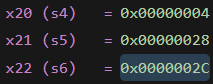 x20 (s4) = 0x00000004
x21 (s5) = 0x00000028
x22 (s6) = 0x0000002C